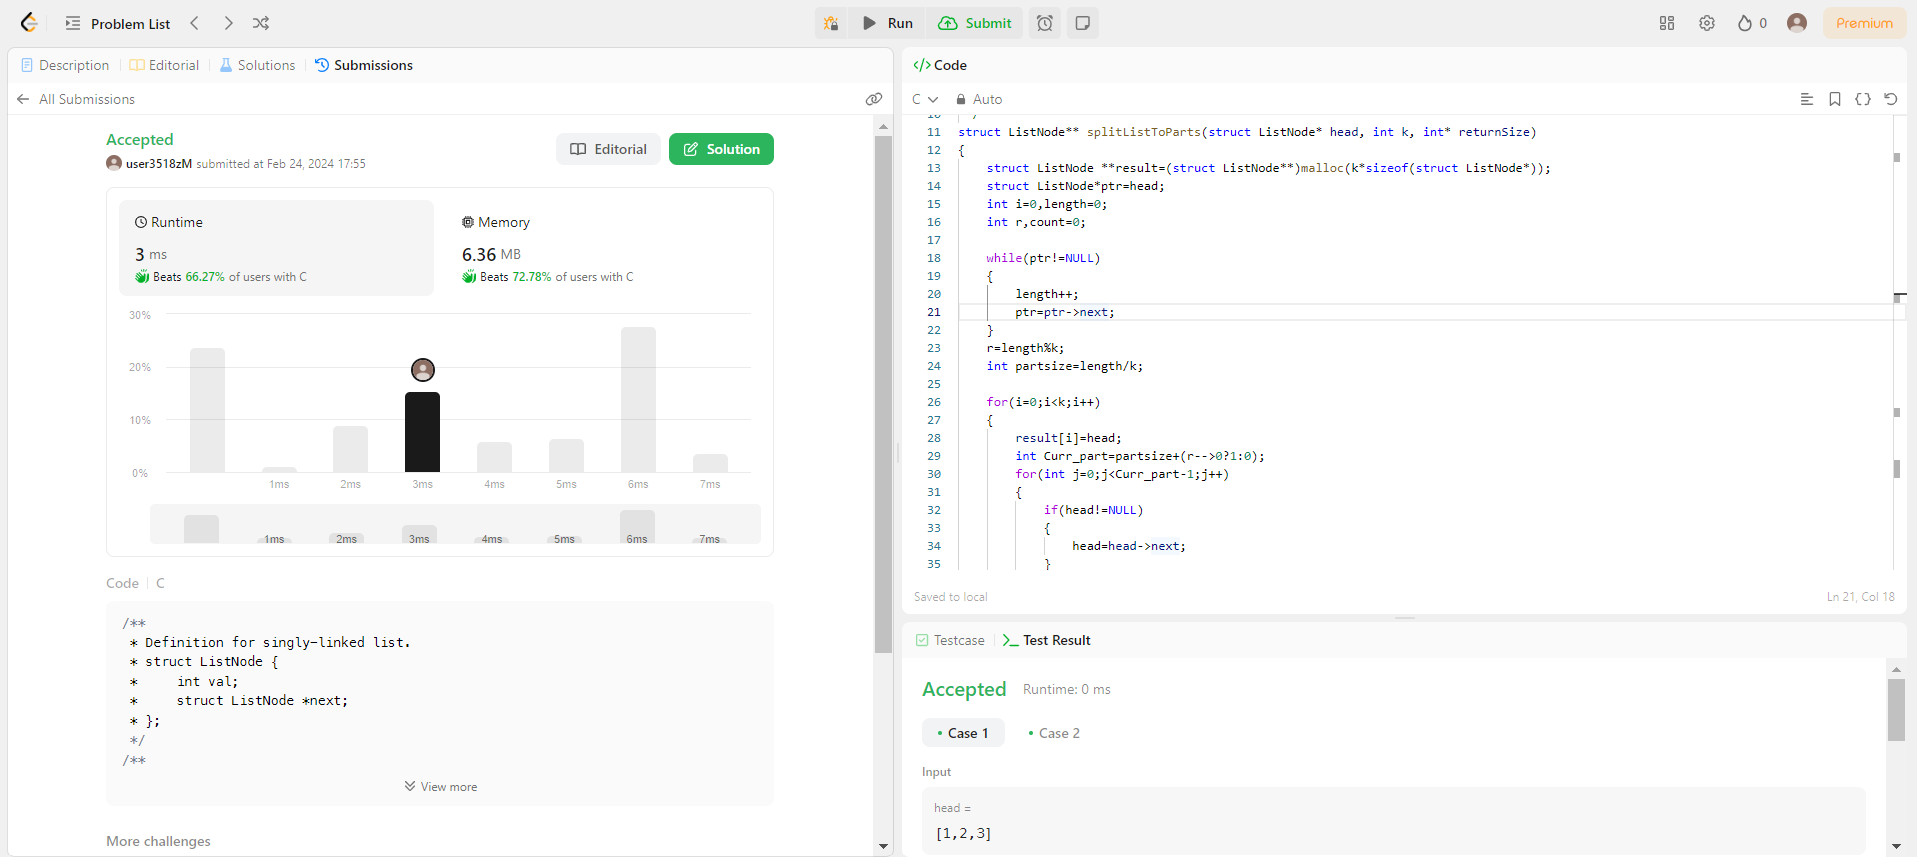 Problem List
Run
Submit
0
Premium
Description
Editorial
Solutions
Submissions
All Submissions
Accepted
user3518zM submitted at Feb 24, 2024 17:55
Editorial
Solution
Runtime
3 ms
Beats 66.27% of users with C
Memory
6.36 MB
Beats 72.78% of users with C
30%
20%
10%
0%
1ms 2ms 3ms 4ms 5ms 6ms 7ms
1ms 2ms 3ms 4ms 5ms 6ms 7ms
Code | C
/**
 * Definition for singly-linked list.
 * struct ListNode {
 *     int val;
 *     struct ListNode *next;
 * };
 */
/**
View more
More challenges
Code
C
Auto
11 struct ListNode** splitListToParts(struct ListNode* head, int k, int* returnSize)
12 {
13     struct ListNode **result=(struct ListNode**)malloc(k*sizeof(struct ListNode*));
14     struct ListNode*ptr=head;
15     int i=0,length=0;
16     int r,count=0;
17
18     while(ptr!=NULL)
19     {
20         length++;
21         ptr=ptr->next;
22     }
23     r=length%k;
24     int partsize=length/k;
25
26     for(i=0;i<k;i++)
27     {
28         result[i]=head;
29         int Curr_part=partsize+(r-->0?1:0);
30         for(int j=0;j<Curr_part-1;j++)
31         {
32             if(head!=NULL)
33             {
34                 head=head->next;
35             }
Saved to local
Ln 21, Col 18
Testcase
Test Result
Accepted
Runtime: 0 ms
• Case 1
• Case 2
Input
head =
[1,2,3]